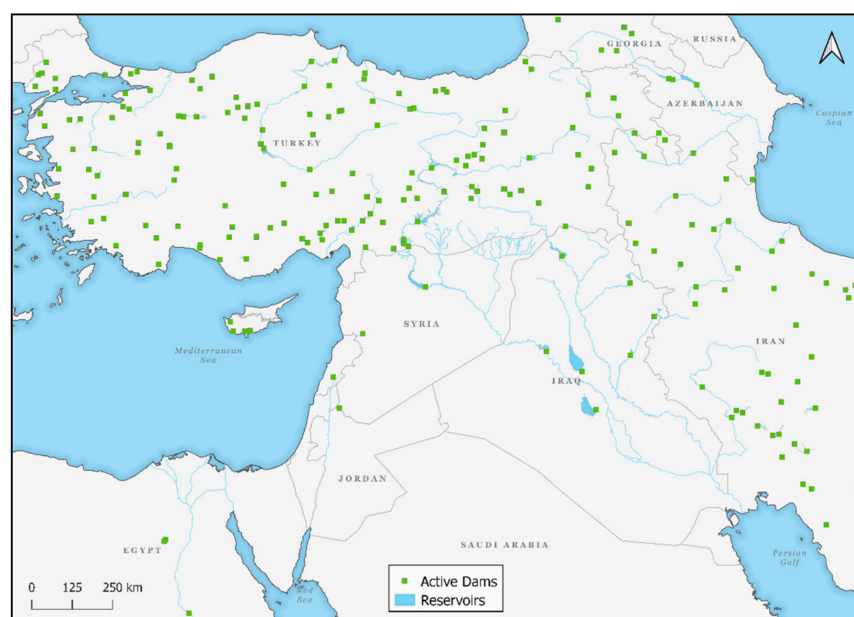 RUSSIA
GEORGIA
AZERBAIJAN
Caspian
Sea
TURKEY
SYRIA
IRAN
Mediterranean
Sea
IRAQ
JORDAN
EGYPT
SAUDI ARABIA
Persian
Gulf
Red
Sea
0 125 250 km
Active Dams
Reservoirs